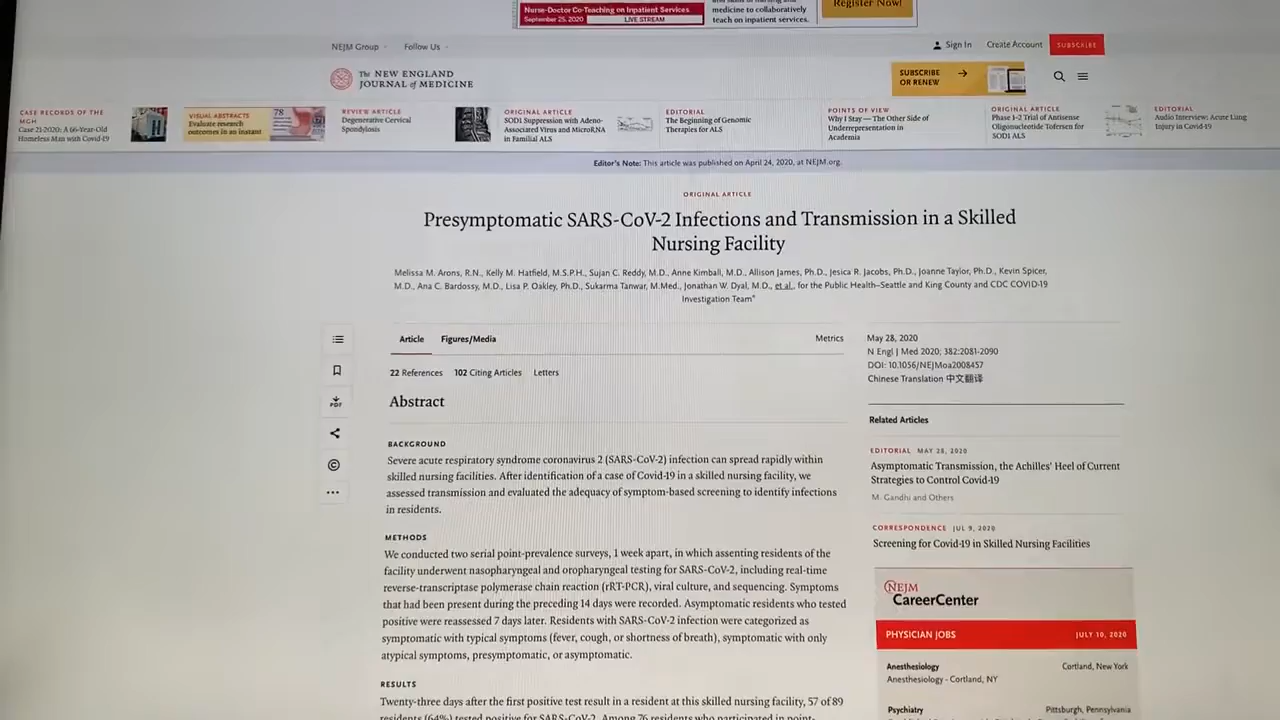 Nurse-Doctor Co-Teaching on Inpatient Services
September 25, 2020 LIVE STREAM
medicine to collaboratively
teach on inpatient services.
Register Now!
NEJM Group
Follow Us
Sign In
Create Account
SUBSCRIBE
The NEW ENGLAND
JOURNAL of MEDICINE
SUBSCRIBE
OR RENEW
CASE RECORDS OF THE
MGH
Case 21-2020: A 66-Year-Old
Homeless Man with Covid-19
VISUAL ABSTRACTS
Evaluate research
outcomes in an instant
78
REVIEW ARTICLE
Degenerative Cervical
Spondylosis
ORIGINAL ARTICLE
SOD1 Suppression with Adeno-
Associated Virus and MicroRNA
in Familial ALS
EDITORIAL
The Beginning of Genomic
Therapies for ALS
POINTS OF VIEW
Why I Stay — The Other Side of
Underrepresentation in
Academia
ORIGINAL ARTICLE
Phase 1–2 Trial of Antisense
Oligonucleotide Tofersen for
SOD1 ALS
EDITORIAL
Audio Interview: Acute Lung
Injury in Covid-19
Editor's Note: This article was published on April 24, 2020, at NEJM.org.
ORIGINAL ARTICLE
Presymptomatic SARS-CoV-2 Infections and Transmission in a Skilled
Nursing Facility
Melissa M. Arons, R.N., Kelly M. Hatfield, M.S.P.H., Sujan C. Reddy, M.D., Anne Kimball, M.D., Allison James, Ph.D., Jesica R. Jacobs, Ph.D., Joanne Taylor, Ph.D., Kevin Spicer,
M.D., Ana C. Bardossy, M.D., Lisa P. Oakley, Ph.D., Sukarma Tanwar, M.Med., Jonathan W. Dyal, M.D., et al., for the Public Health–Seattle and King County and CDC COVID-19
Investigation Team*
Article
Figures/Media
Metrics
22 References 102 Citing Articles Letters
Abstract
BACKGROUND
Severe acute respiratory syndrome coronavirus 2 (SARS-CoV-2) infection can spread rapidly within
skilled nursing facilities. After identification of a case of Covid-19 in a skilled nursing facility, we
assessed transmission and evaluated the adequacy of symptom-based screening to identify infections
in residents.
METHODS
We conducted two serial point-prevalence surveys, 1 week apart, in which assenting residents of the
facility underwent nasopharyngeal and oropharyngeal testing for SARS-CoV-2, including real-time
reverse-transcriptase polymerase chain reaction (rRT-PCR), viral culture, and sequencing. Symptoms
that had been present during the preceding 14 days were recorded. Asymptomatic residents who tested
positive were reassessed 7 days later. Residents with SARS-CoV-2 infection were categorized as
symptomatic with typical symptoms (fever, cough, or shortness of breath), symptomatic with only
atypical symptoms, presymptomatic, or asymptomatic.
RESULTS
Twenty-three days after the first positive test result in a resident at this skilled nursing facility, 57 of 89
residents (64%) tested positive for SARS-CoV-2. Among 76 residents who participated in point-
PDF
May 28, 2020
N Engl J Med 2020; 382:2081-2090
DOI: 10.1056/NEJMoa2008457
Chinese Translation 中文翻译
Related Articles
EDITORIAL MAY 28, 2020
Asymptomatic Transmission, the Achilles' Heel of Current
Strategies to Control Covid-19
M. Gandhi and Others
CORRESPONDENCE JUL 9, 2020
Screening for Covid-19 in Skilled Nursing Facilities
NEJM
CareerCenter
PHYSICIAN JOBS
JULY 10, 2020
Anesthesiology
Cortland, New York
Anesthesiology - Cortland, NY
Psychiatry
Pittsburg, Pennsylvania